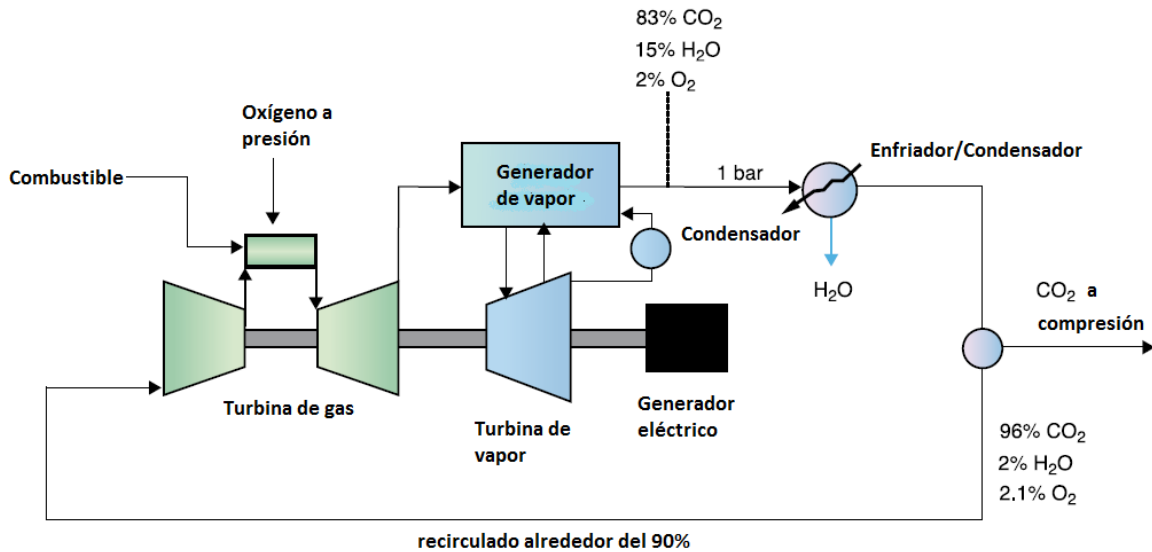 83% CO₂
15% H₂O
2% O₂
Oxígeno a
presión
Combustible
Generador
de vapor
1 bar
Enfriador/Condensador
Condensador
H₂O
CO₂ a
compresión
Turbina de gas
Turbina de
vapor
Generador
eléctrico
96% CO₂
2% H₂O
2.1% O₂
recirculado alrededor del 90%